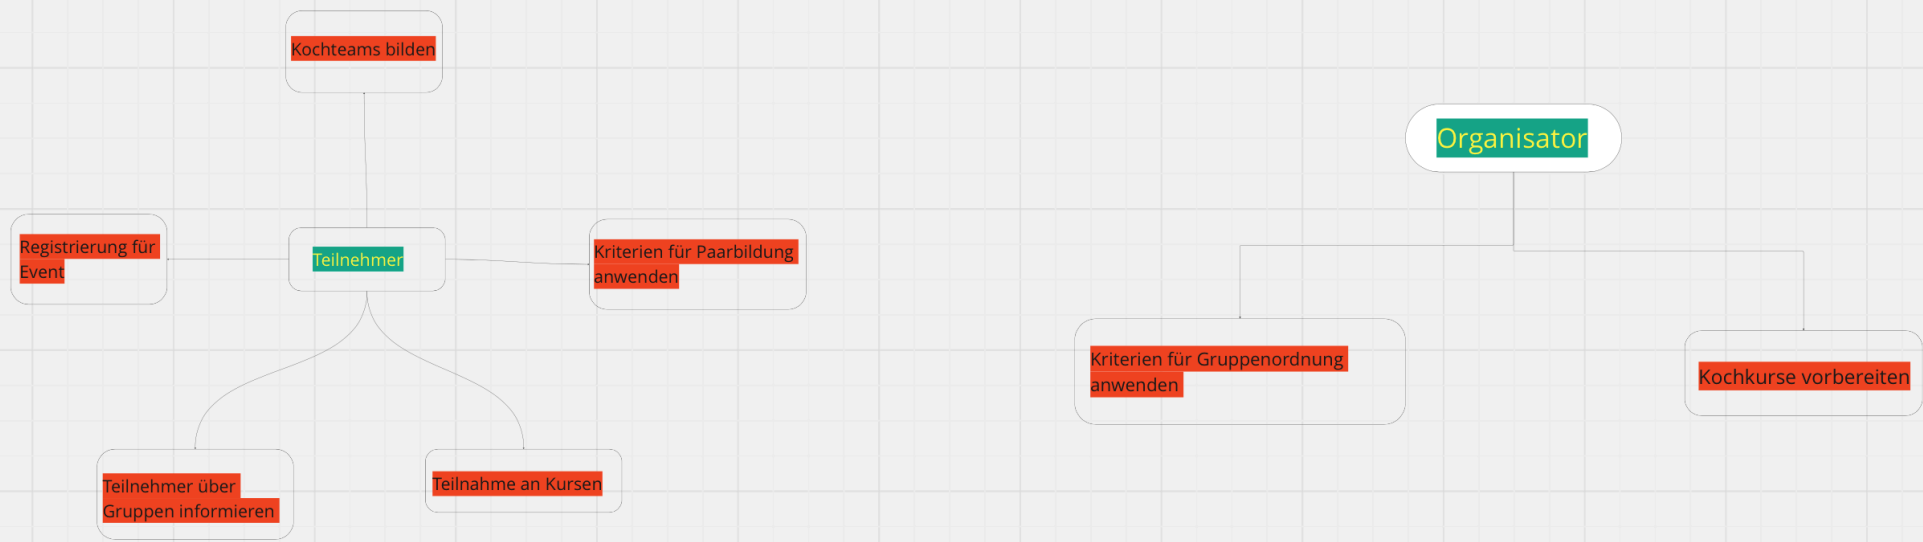 Kochteams bilden
Organisator
Registrierung für
Event
Teilnehmer
Kriterien für Paarbildung
anwenden
Kriterien für Gruppenordnung
anwenden
Kochkurse vorbereiten
Teilnehmer über
Gruppen informieren
Teilnahme an Kursen